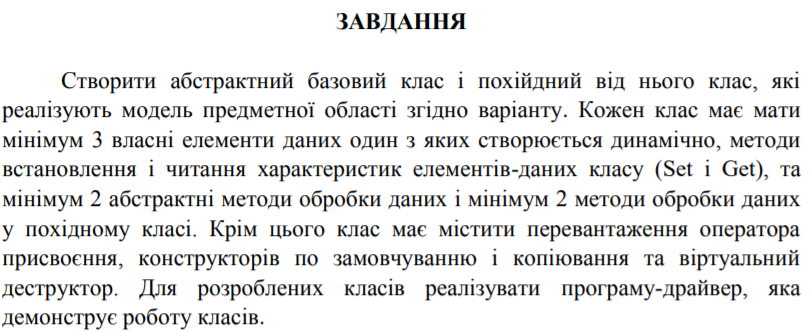 ЗАВДАННЯ
Створити абстрактний базовий клас і похійдний від нього клас, які
реалізують модель предметної області згідно варіанту. Кожен клас має мати
мінімум 3 власні елементи даних один з яких створюється динамічно, методи
встановлення і читання характеристик елементів-даних класу (Set і Get), та
мінімум 2 абстрактні методи обробки даних і мінімум 2 методи обробки даних
у похідному класі. Крім цього клас має містити перевантаження оператора
присвоєння, конструкторів по замовчуванню і копіювання та віртуальний
деструктор. Для розроблених класів реалізувати програму-драйвер, яка
демонструє роботу класів.